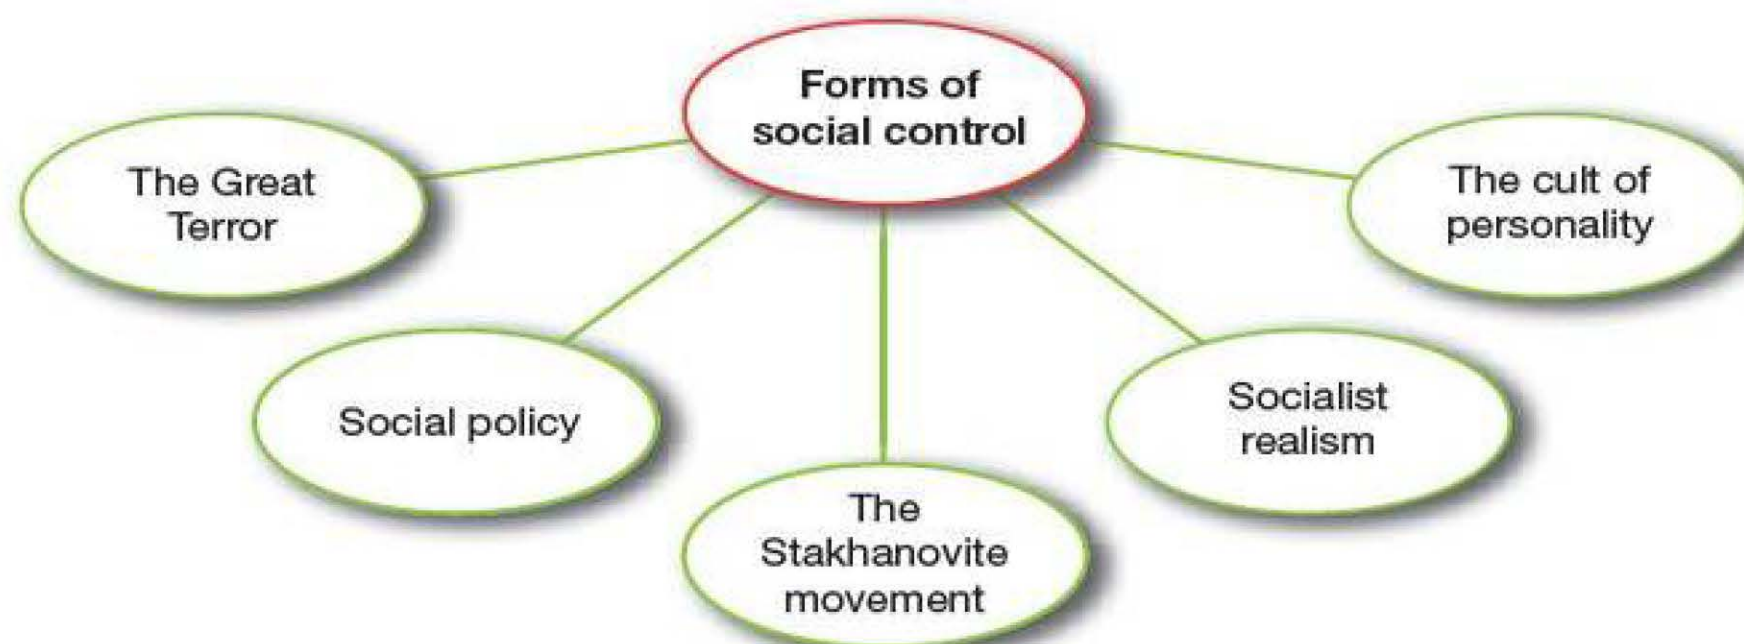 Forms of
social control
The Great
Terror
Social policy
The
Stakhanovite
movement
Socialist
realism
The cult of
personality